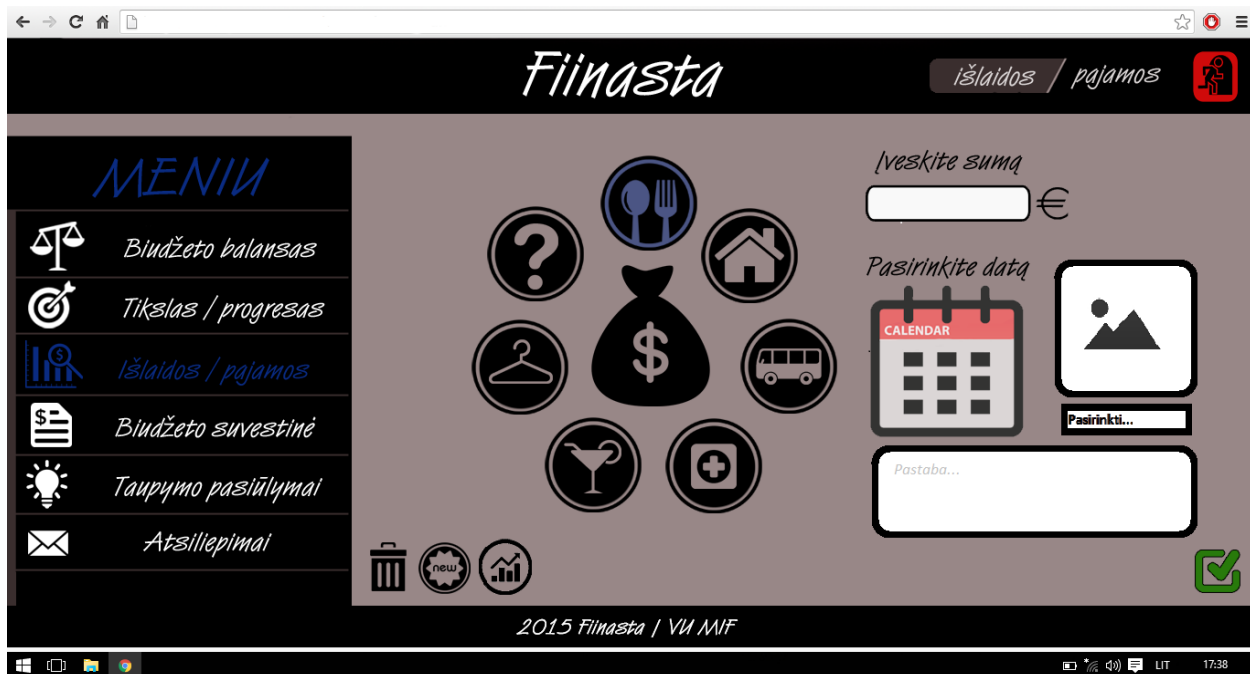 Fiinasta
išlaidos / pajamos
MENIU
Biudžeto balansas
Tikslas / progresas
$
Išlaidos / pajamos
$
Biudžeto suvestinė
Taupymo pasiūlymai
Atsiliepimai
?
$
new
Įveskite sumą
€
Pasirinkite datą
CALENDAR
Pasirinkti...
Pastaba...
2015 Fiinasta / VU MIF
LIT 17:38